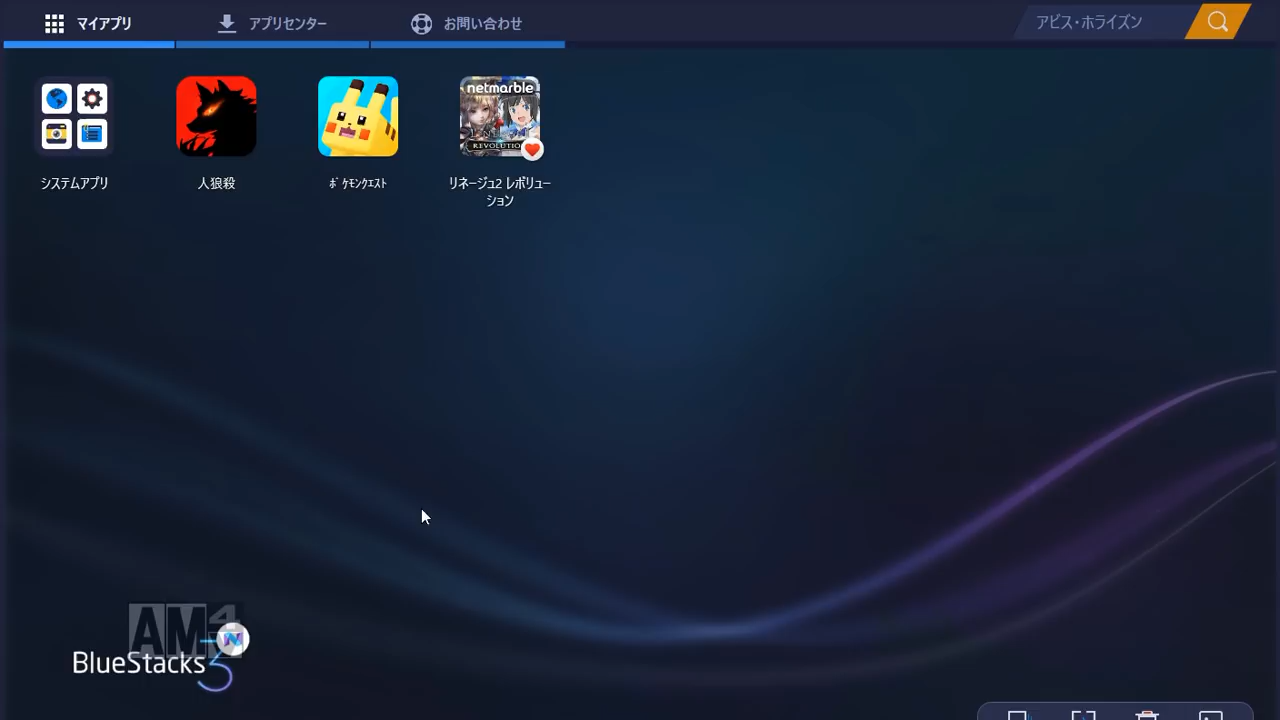 マイアプリ
アプリセンター
お問い合わせ
アビス・ホライズン
netmarble
REVOLUTION
システムアプリ
人狼殺
ポケモンクエスト
リネージュ2 レボリュー
ション
AM4
N
BlueStacks 3